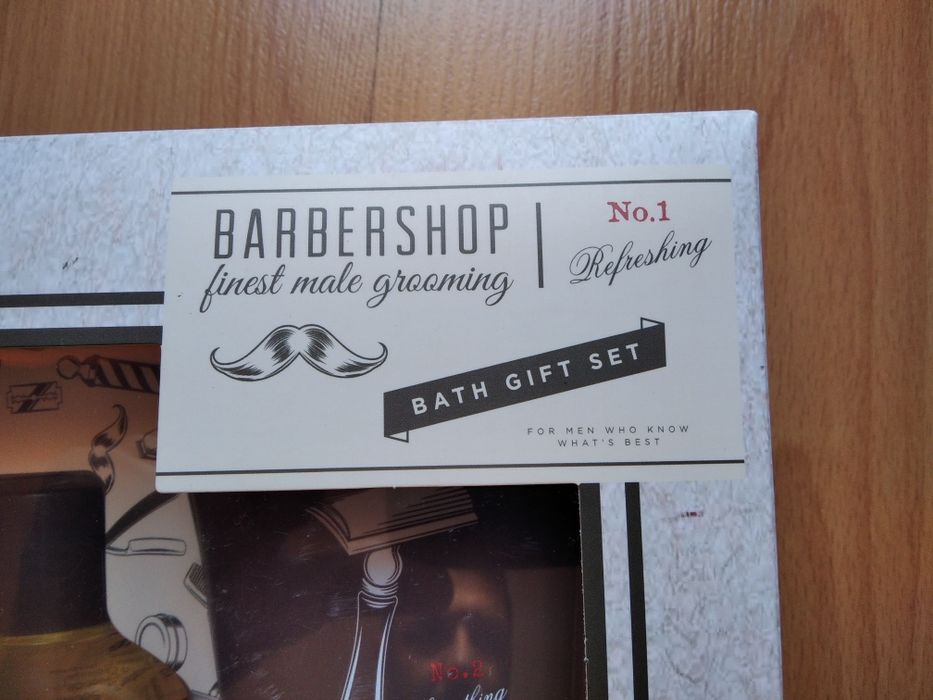 BARBERSHOP
finest male grooming
No.1
Refreshing
BATH GIFT SET
FOR MEN WHO KNOW
WHAT'S BEST
No.2